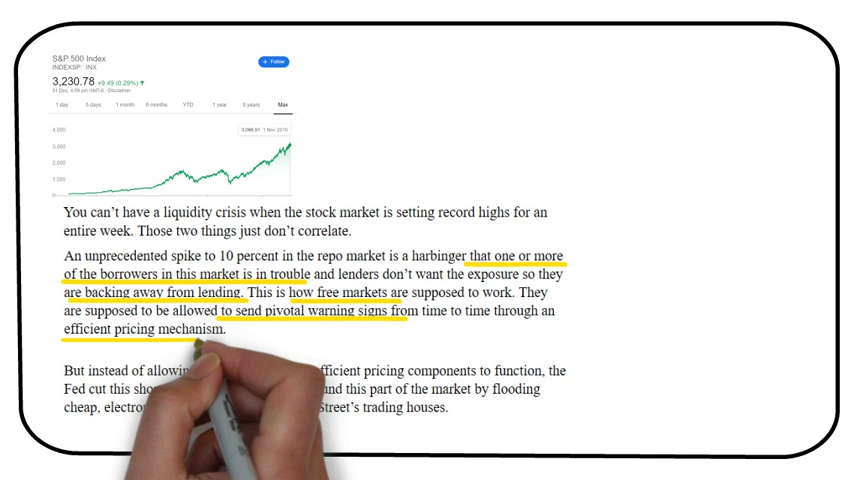 S&P 500 Index
INDEXSP: .INX
+ Follow
3,230.78 +9.49 (0.29%) ↑
31 Dec, 4:59 pm GMT-5 · Disclaimer
1 day 5 days 1 month 6 months YTD 1 year 5 years Max
3,066.91 1 Nov 2019
4,000
3,000
2,000
1,000
0
You can’t have a liquidity crisis when the stock market is setting record highs for an
entire week. Those two things just don’t correlate.
An unprecedented spike to 10 percent in the repo market is a harbinger that one or more
of the borrowers in this market is in trouble and lenders don’t want the exposure so they
are backing away from lending. This is how free markets are supposed to work. They
are supposed to be allowed to send pivotal warning signs from time to time through an
efficient pricing mechanism.
But instead of fficient pricing components to function, the
Fed cut this this part of the market by flooding
cheap, Street’s trading houses.